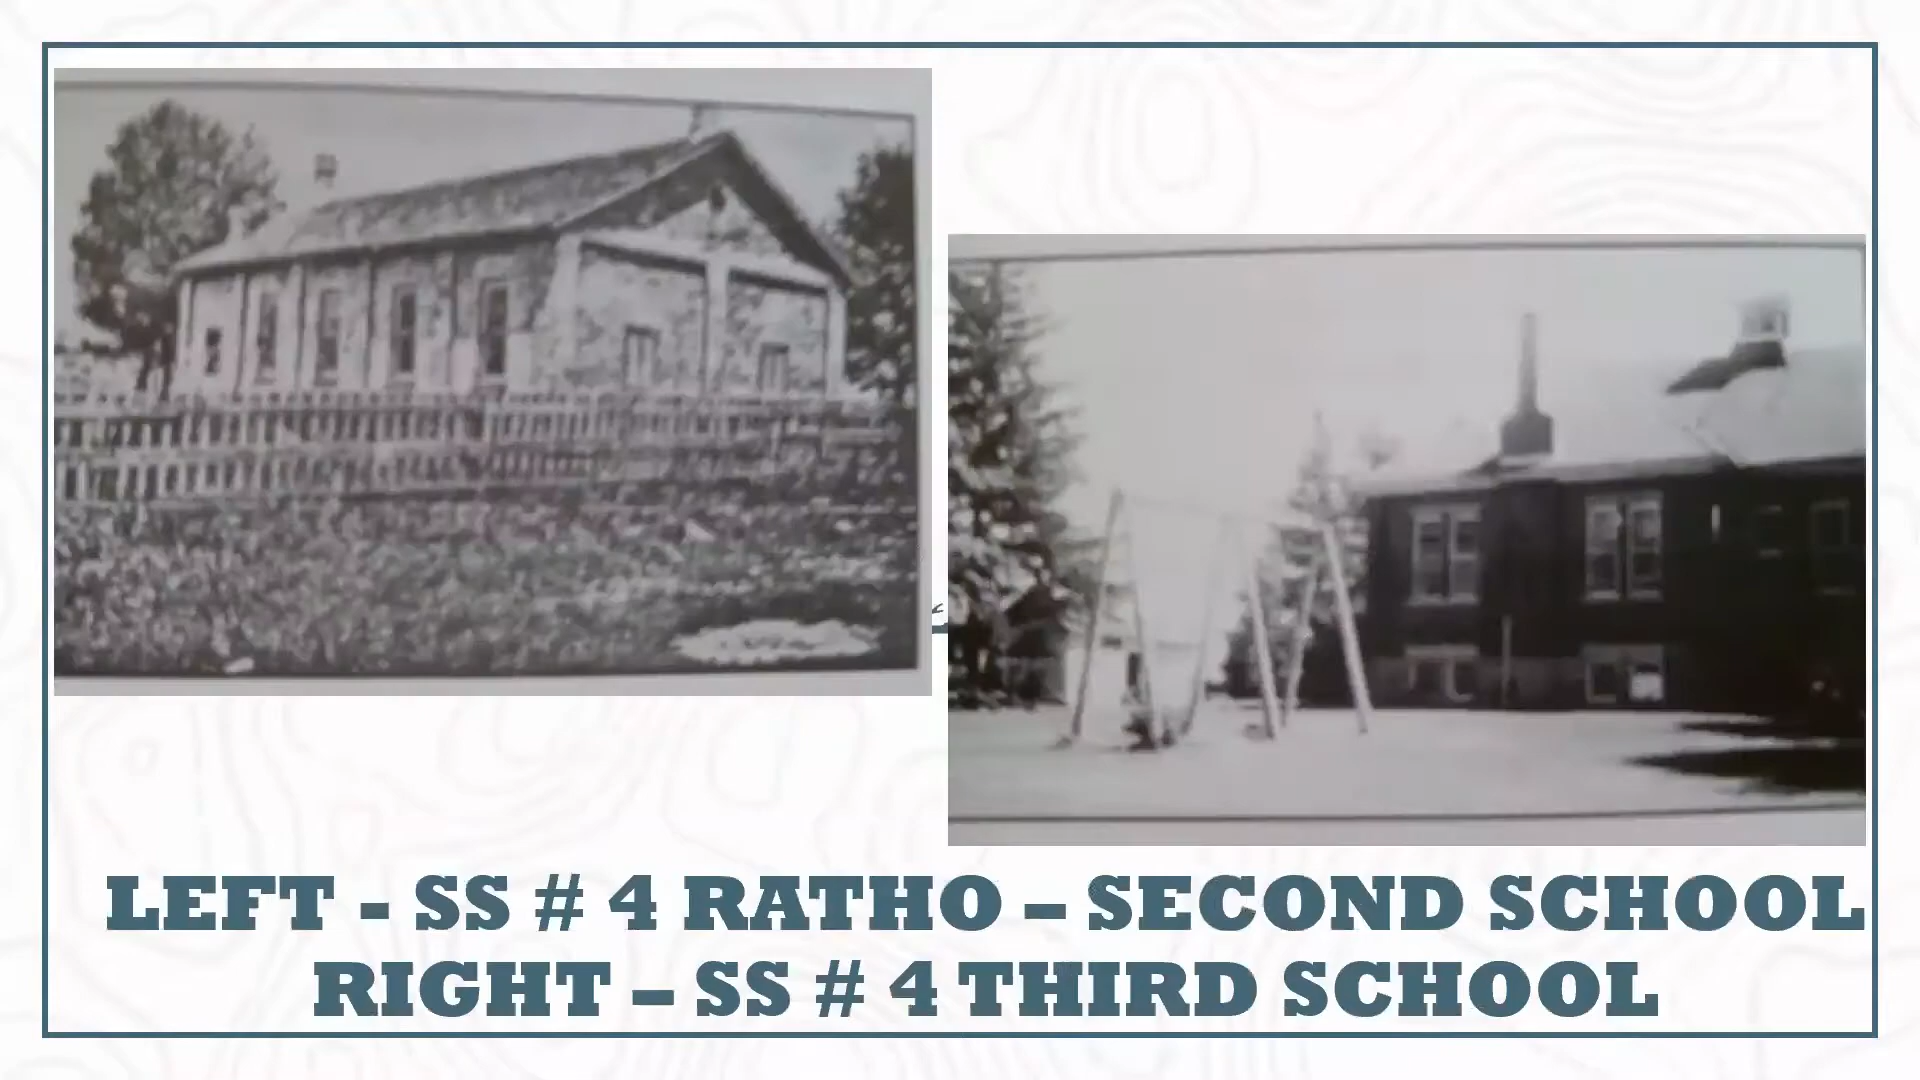 LEFT - SS # 4 RATHO – SECOND SCHOOL
RIGHT – SS # 4 THIRD SCHOOL